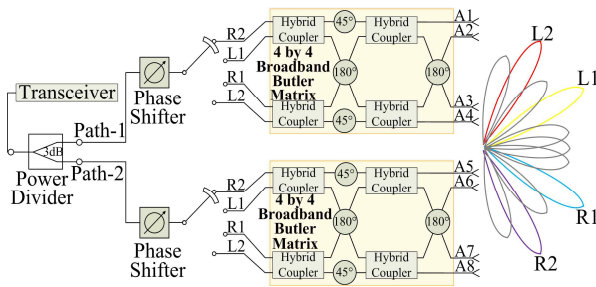 Transceiver
3dB
Power
Divider
Path-1
Path-2
Phase
Shifter
R2
L1
R1
L2
Hybrid
Coupler
45°
Hybrid
Coupler
4 by 4
Broadband
Butler
Matrix
180°
180°
Hybrid
Coupler
45°
Hybrid
Coupler
A1
A2
A3
A4
Phase
Shifter
R2
L1
R1
L2
Hybrid
Coupler
45°
Hybrid
Coupler
4 by 4
Broadband
Butler
Matrix
180°
180°
Hybrid
Coupler
45°
Hybrid
Coupler
A5
A6
A7
A8
L2
L1
R1
R2